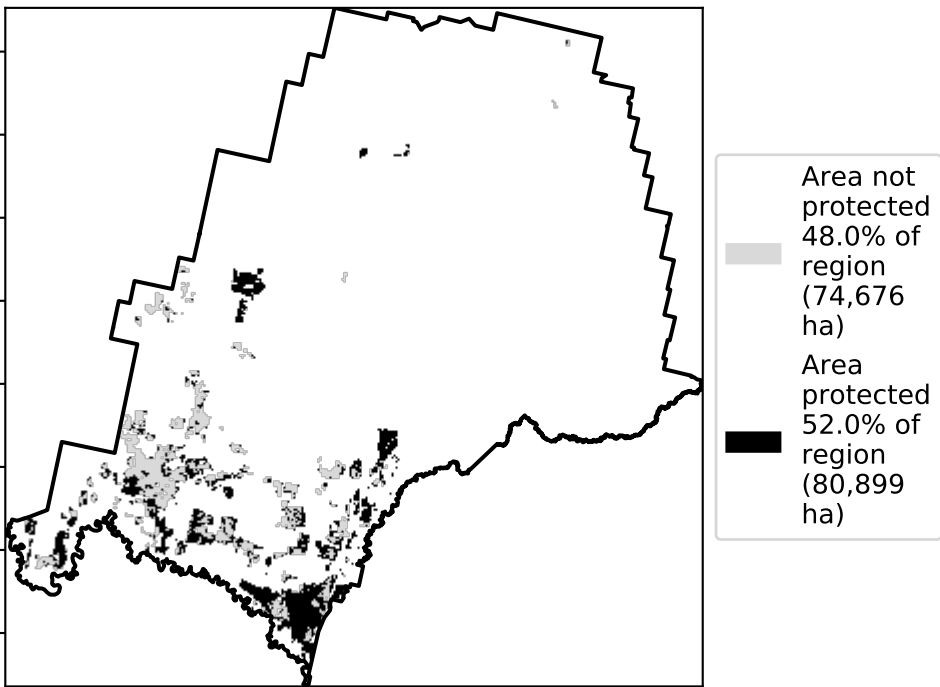 Area not
protected
48.0% of
region
(74,676
ha)
Area
protected
52.0% of
region
(80,899
ha)